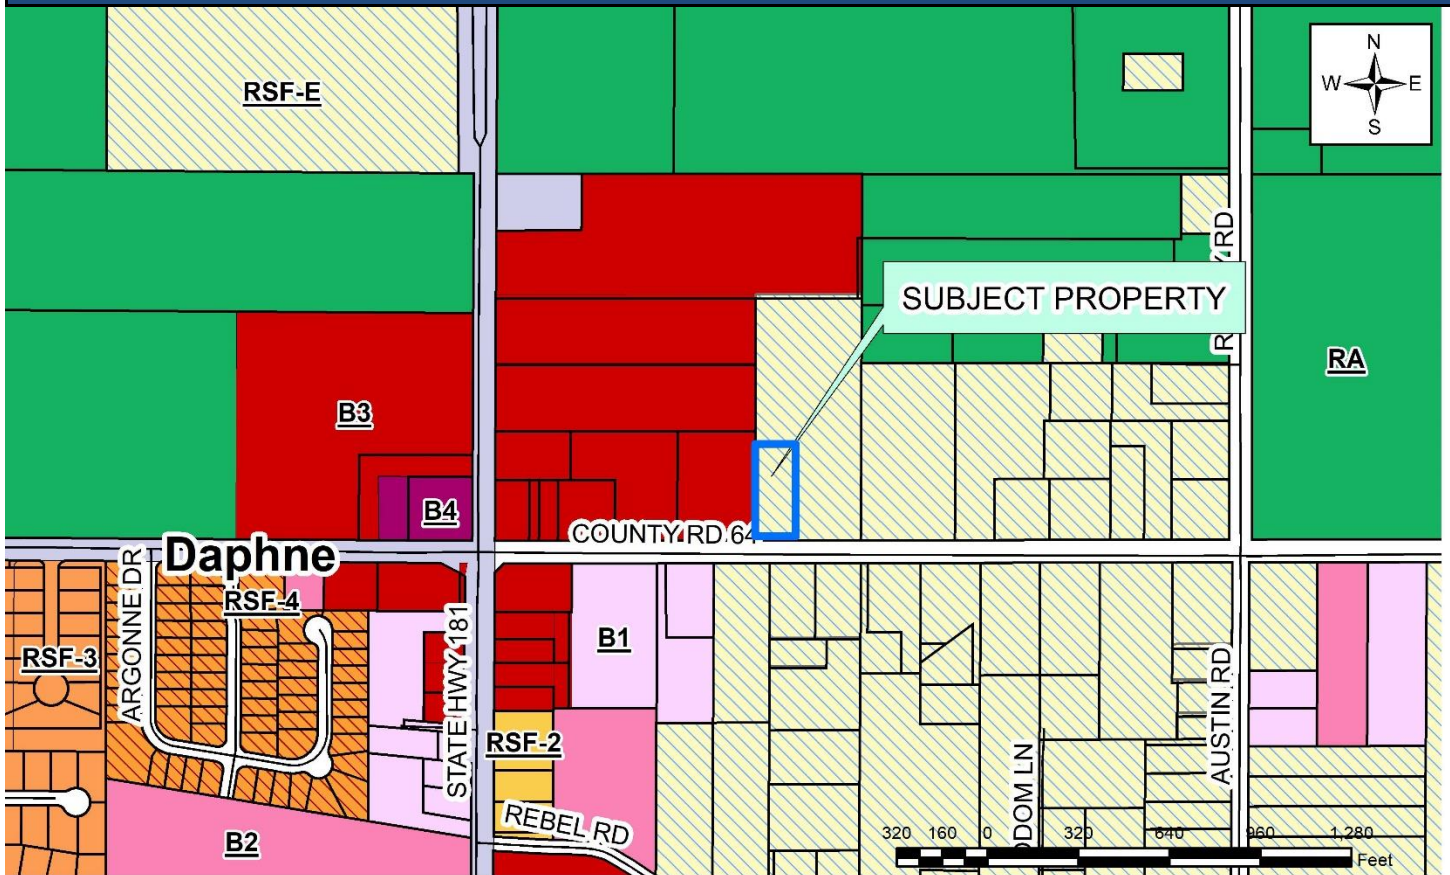 N
RSF-E
W E
S
SUBJECT PROPERTY
RA
B3
B4
COUNTY RD 64
Daphne
RSF-4
B1
RSF-3
ARGONNE DR
STATE HWY 181
RSF-2
AUSTIN RD
REBEL RD
B2
320 160 0 320 640 960 1,280
Feet